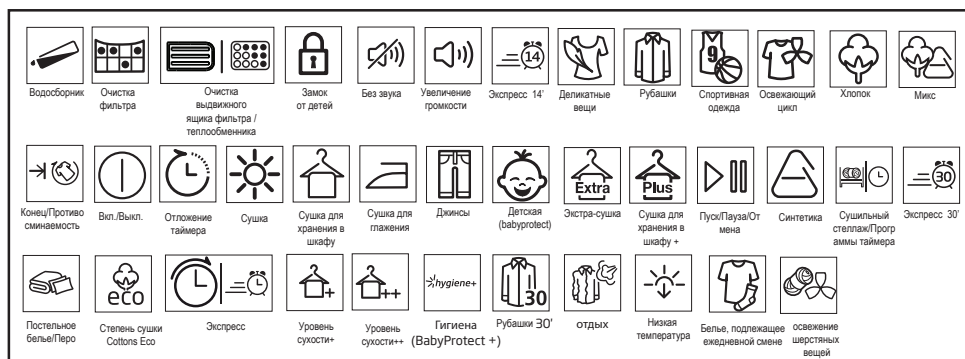 14
9
Водосборник
Очистка
фильтра
Очистка
выдвижного
ящика фильтра /
теплообменника
Замок
от детей
Без звука
Увеличение
громкости
Экспресс 14'
Деликатные
вещи
Рубашки
Спортивная
одежда
Освежающий
цикл
Хлопок
Микс
Extra
Plus
30
Конец/Противо
сминаемость
Вкл./Выкл.
Отложение
таймера
Сушка
Сушка для
хранения в
шкафу
Сушка для
глажения
Джинсы
Детская
(babyprotect)
Экстра-сушка
Сушка для
хранения в
шкафу +
Пуск/Пауза/От
мена
Синтетика
Сушильный
стеллаж/Прогр
аммы таймера
Экспресс 30'
eco
+
++
hygiene+
30
Постельное
белье/Перо
Степень сушки
Cottons Eco
Экспресс
Уровень
сухости+
Уровень
сухости++
Гигиена
(BabyProtect +)
Рубашки 30'
отдых
Низкая
температура
Белье, подлежащее
ежедневной смене
освежение
шерстяных
вещей